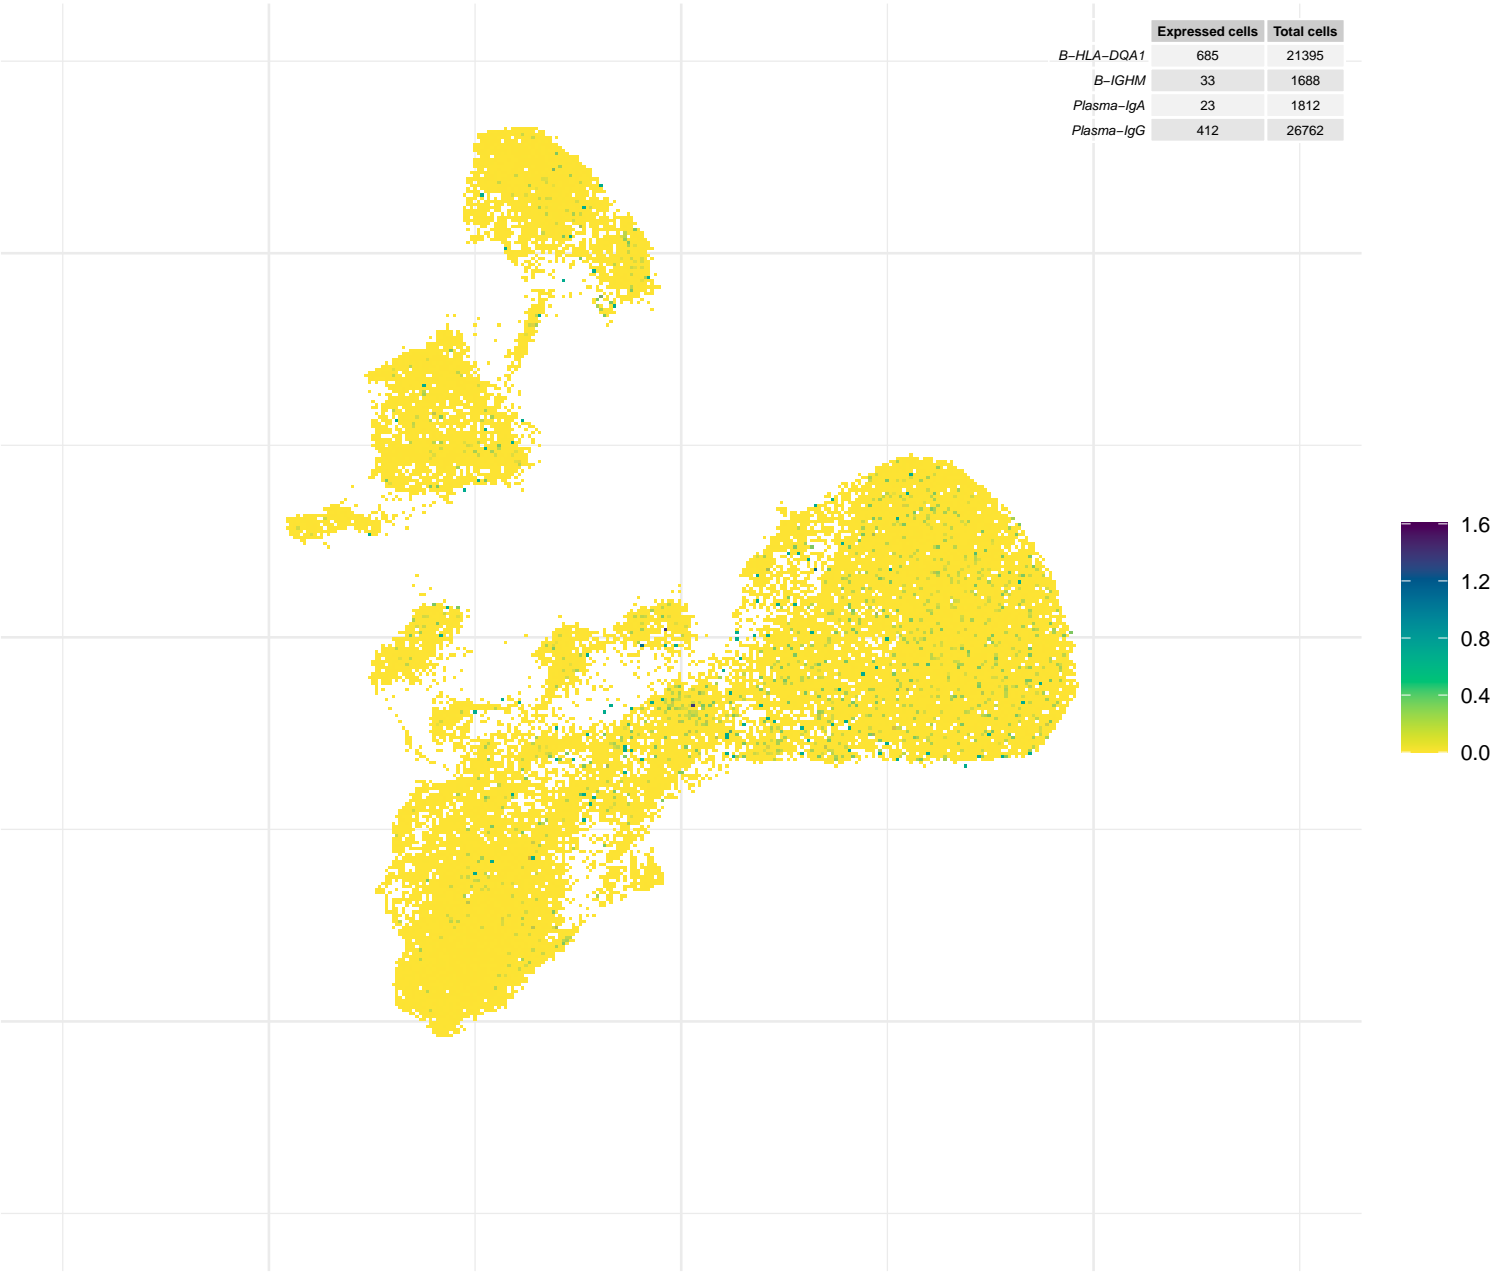 Expressed cells Total cells
B−HLA−DQA1 685 21395
B−IGHM 33 1688
Plasma−IgA 23 1812
Plasma−IgG 412 26762
1.6
1.2
0.8
0.4
0.0